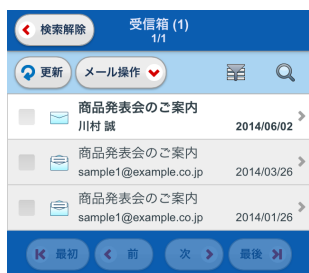 検索解除
受信箱 (1)
1/1
更新
メール操作
商品発表会のご案内
川村 誠
2014/06/02
商品発表会のご案内
sample1@example.co.jp
2014/03/26
商品発表会のご案内
sample1@example.co.jp
2014/01/26
最初
前
次
最後